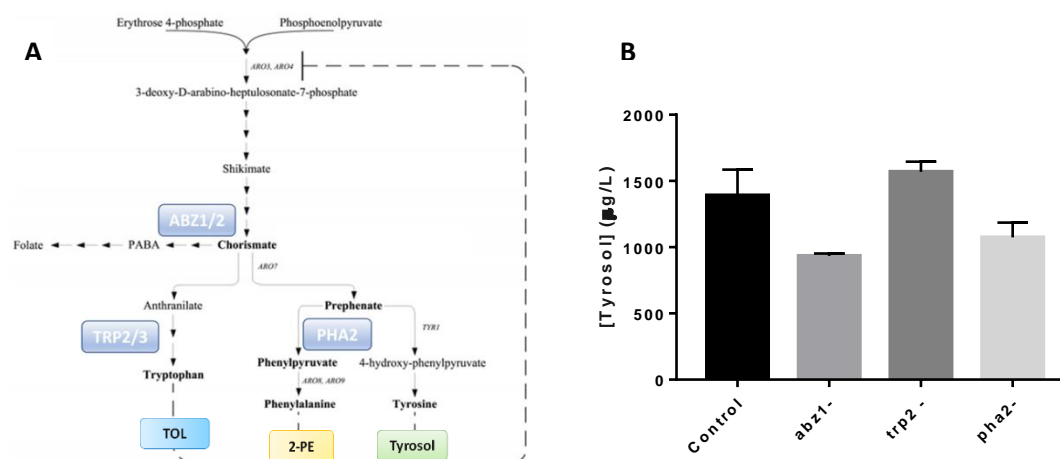 A
Erythrose 4-phosphate Phosphoenolpyruvate
ARO3, ARO4
3-deoxy-D-arabino-heptulosonate-7-phosphate
Shikimate
ABZ1/2
Folate PABA Chorismate
ARO7
Anthranilate Prephenate
TRP2/3 PHA2 TYR1
Phenylpyruvate 4-hydroxy-phenylpyruvate
Tryptophan ARO8, ARO9
Phenylalanine Tyrosine
TOL 2-PE Tyrosol
B
[Tyrosol] (µg/L)
2000
1500
1000
500
0
Control abz1- trp2 - pha2-